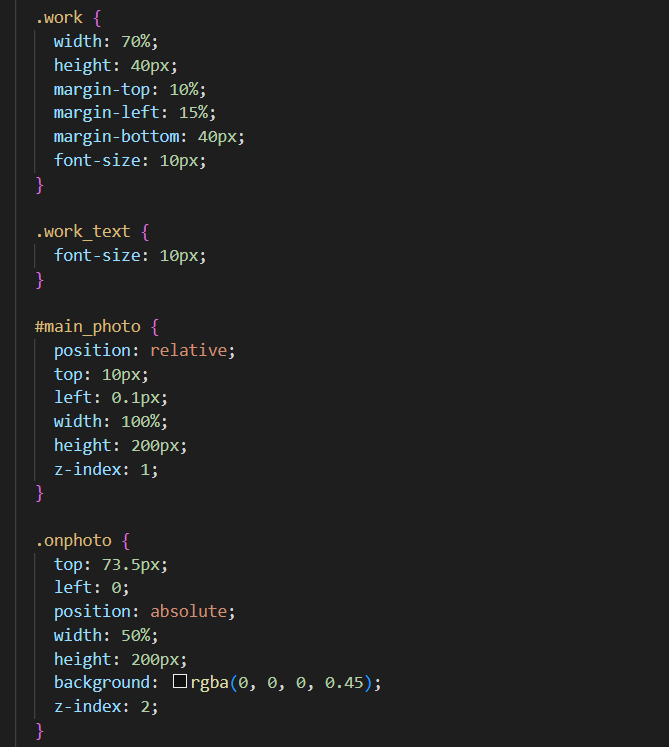 .work {
  width: 70%;
  height: 40px;
  margin-top: 10%;
  margin-left: 15%;
  margin-bottom: 40px;
  font-size: 10px;
}

.work_text {
  font-size: 10px;
}

#main_photo {
  position: relative;
  top: 10px;
  left: 0.1px;
  width: 100%;
  height: 200px;
  z-index: 1;
}

.onphoto {
  top: 73.5px;
  left: 0;
  position: absolute;
  width: 50%;
  height: 200px;
  background: rgba(0, 0, 0, 0.45);
  z-index: 2;
}